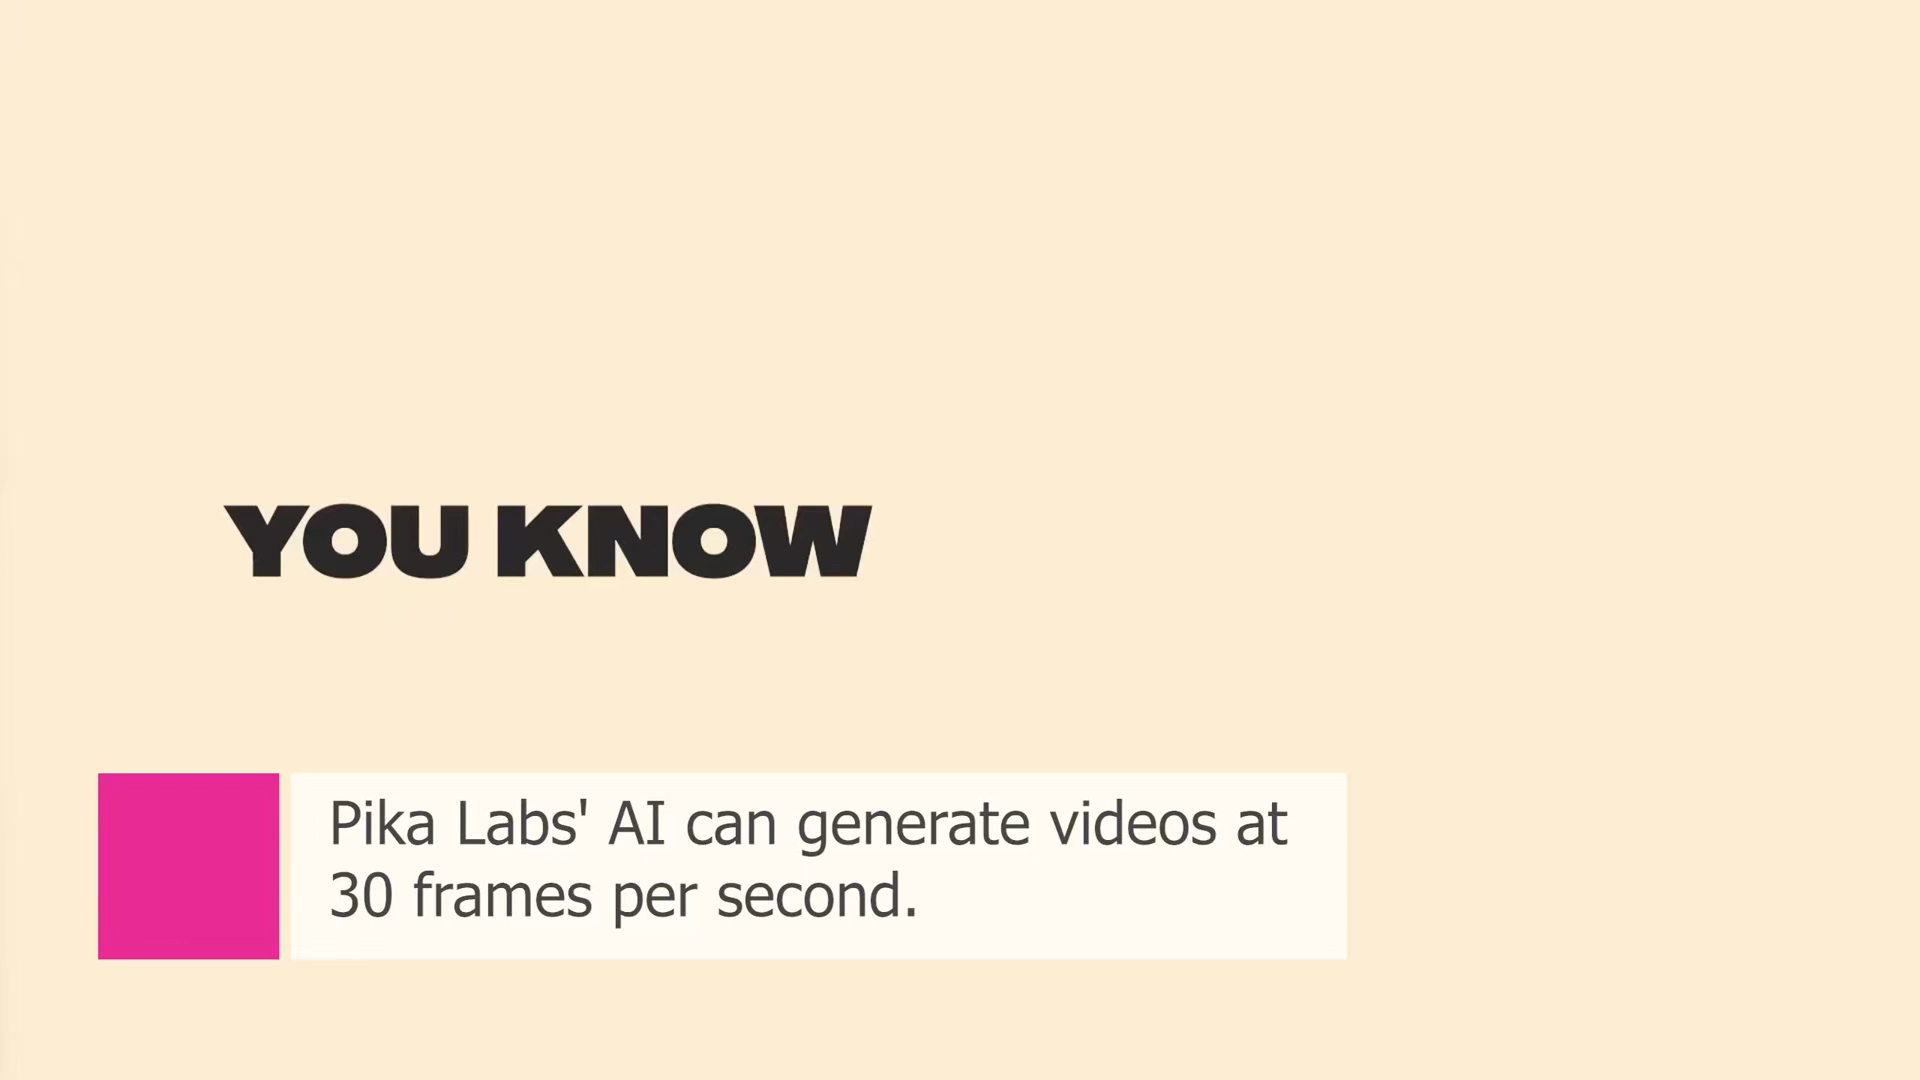 YOU KNOW
Pika Labs' AI can generate videos at
30 frames per second.